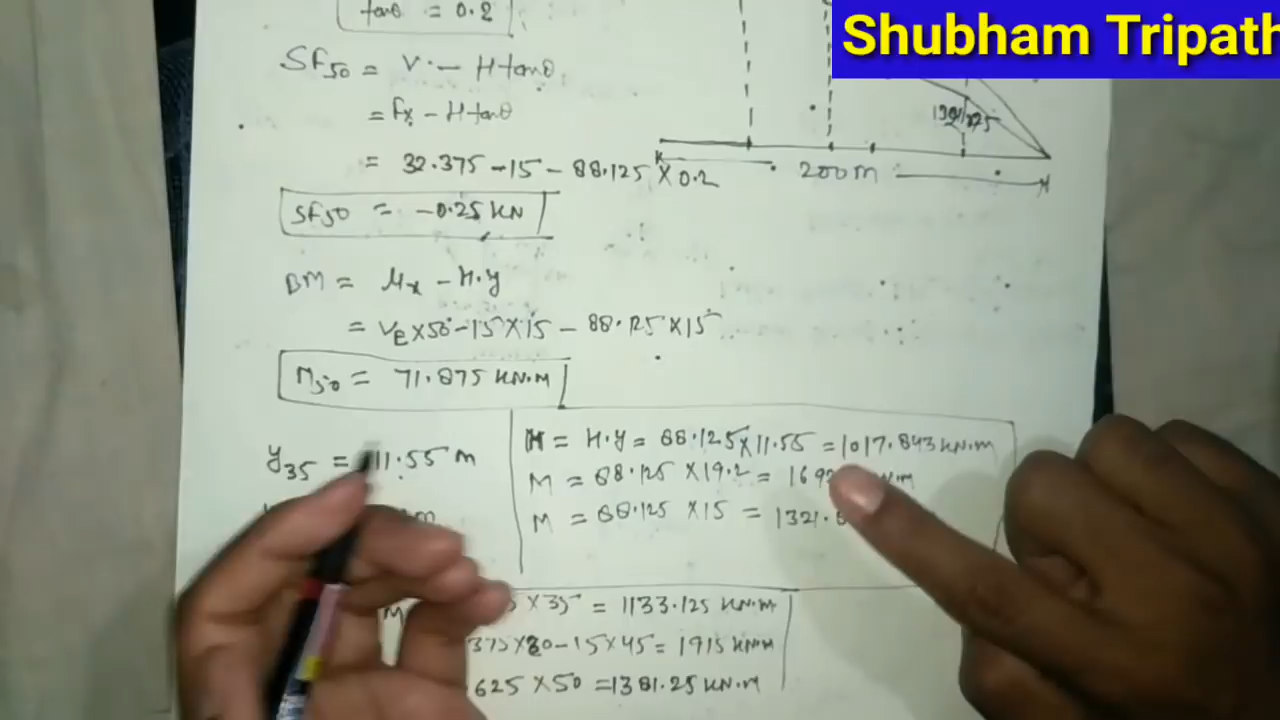 Shubham Tripath
tanθ = 0.2
SF50 = V - H tanθ
= Fx - H tanθ
= 32.375 - 15 - 88.125 × 0.2
SF50 = -0.25 KN
200m
BM = Mx - H.y
= VE×50 - 15×15 - 88.125×15
M50 = 71.875 KN.M
y35 = 11.55 m
M = H.y = 88.125×11.55 = 1017.843 KN.m
M = 88.125 × 19.2 =
M = 88.125 × 15 =
×35 = 1133.125 KN.M
375×80 - 15×45 = 1915 KNM
625 × 50 = 1381.25 KN.M